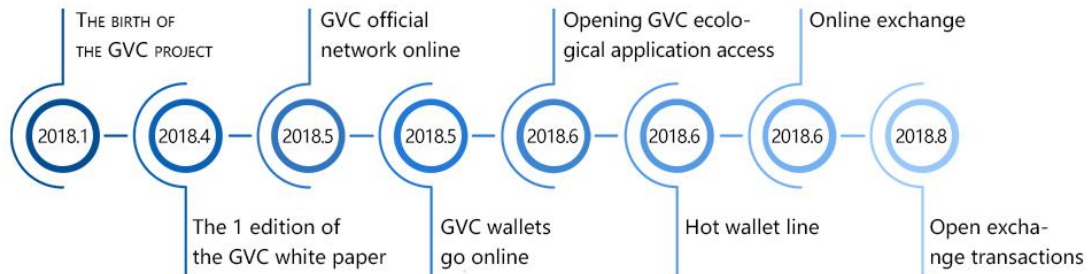 THE BIRTH OF
THE GVC PROJECT
GVC official
network online
Opening GVC ecolo-
gical application access
Online exchange
2018.1
2018.4
2018.5
2018.5
2018.6
2018.6
2018.6
2018.8
The 1 edition of
the GVC white paper
GVC wallets
go online
Hot wallet line
Open excha-
nge transactions